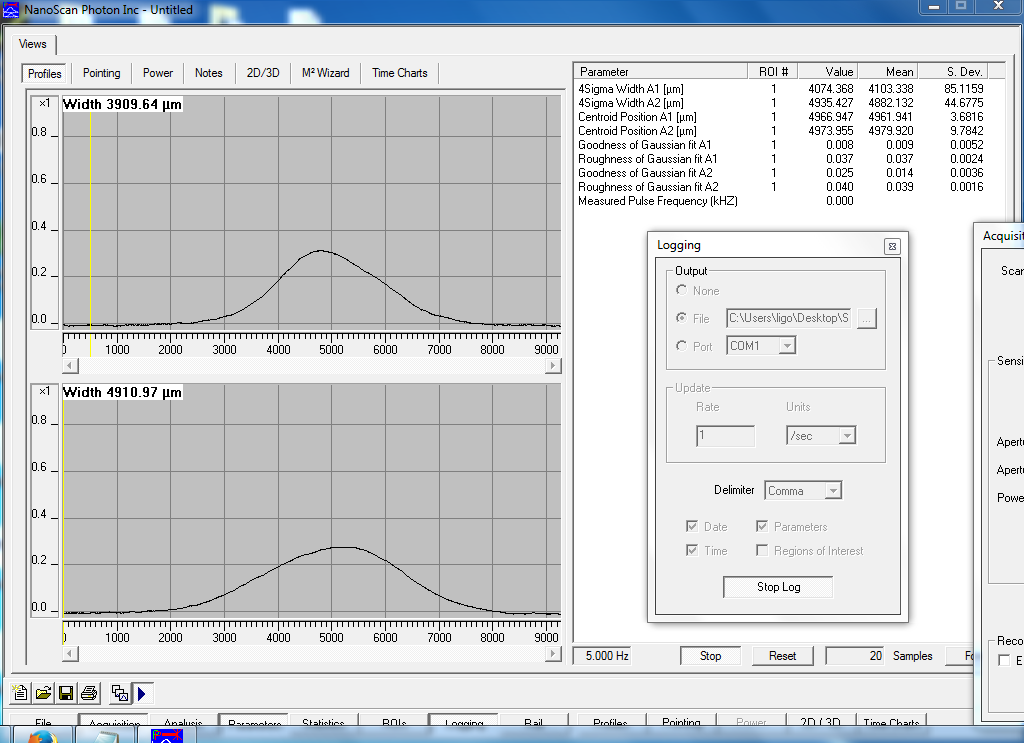 NanoScan Photon Inc - Untitled
Views
Profiles Pointing Power Notes 2D/3D M² Wizard Time Charts
×1 Width 3909.64 µm
0.8
0.6
0.4
0.2
0.0
0 1000 2000 3000 4000 5000 6000 7000 8000 9000
×1 Width 4910.97 µm
0.8
0.6
0.4
0.2
0.0
0 1000 2000 3000 4000 5000 6000 7000 8000 9000
Parameter ROI # Value Mean S. Dev.
4Sigma Width A1 [µm] 1 4074.368 4103.338 85.1159
4Sigma Width A2 [µm] 1 4935.427 4882.132 44.6775
Centroid Position A1 [µm] 1 4966.947 4961.941 3.6816
Centroid Position A2 [µm] 1 4973.955 4979.920 9.7842
Goodness of Gaussian fit A1 1 0.008 0.009 0.0052
Roughness of Gaussian fit A1 1 0.037 0.037 0.0024
Goodness of Gaussian fit A2 1 0.025 0.014 0.0036
Roughness of Gaussian fit A2 1 0.040 0.039 0.0016
Measured Pulse Frequency (kHZ) 0.000
Logging
Output
None
File C:\Users\ligo\Desktop\S ...
Port COM1
Update
Rate Units
1 /sec
Delimiter Comma
Date Parameters
Time Regions of Interest
Stop Log
Acquisit
Scar
Sensi
Apert
Apert
Powe
Reco
E
5.000 Hz Stop Reset 20 Samples Fo
File Acquisition Analysis Parameters Statistics ROIs Logging Rail Profiles Pointing Power 2D / 3D Time Charts